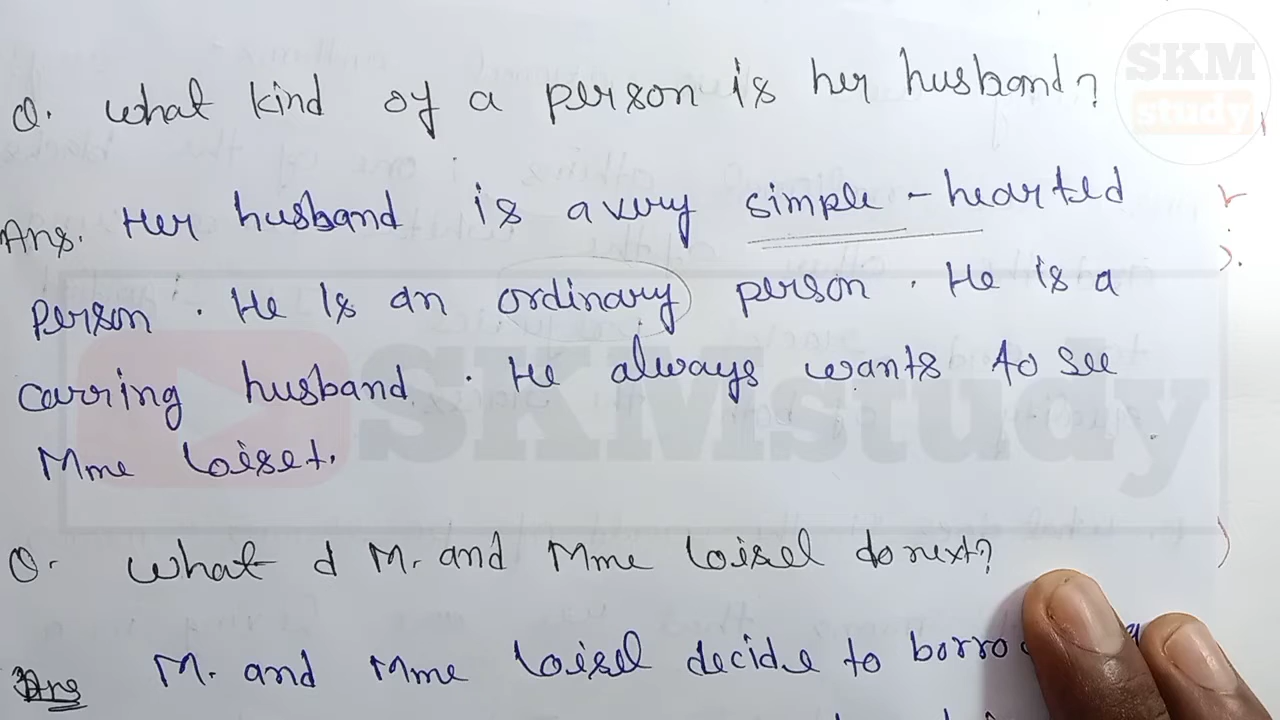 SKM
study
Q. What kind of a person is her husband?
Ans. Her husband is a very simple-hearted
person. He is an ordinary person. He is a
carring husband. He always wants to see
Mme Loiset.
SKMstudy
Q. What d M. and Mme Loisel do next?
Ans M. and Mme Loisel decide to